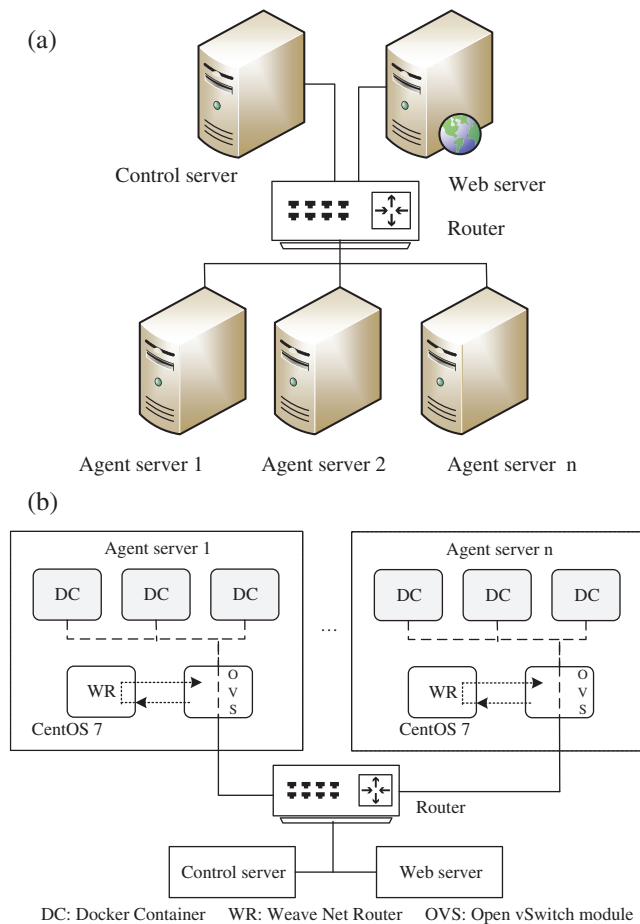 (a)
Control server
Web server
Router
Agent server 1
Agent server 2
Agent server n
(b)
Agent server 1
DC
DC
DC
WR
O
V
S
CentOS 7
...
Agent server n
DC
DC
DC
WR
O
V
S
CentOS 7
Router
Control server
Web server
DC: Docker Container WR: Weave Net Router OVS: Open vSwitch module